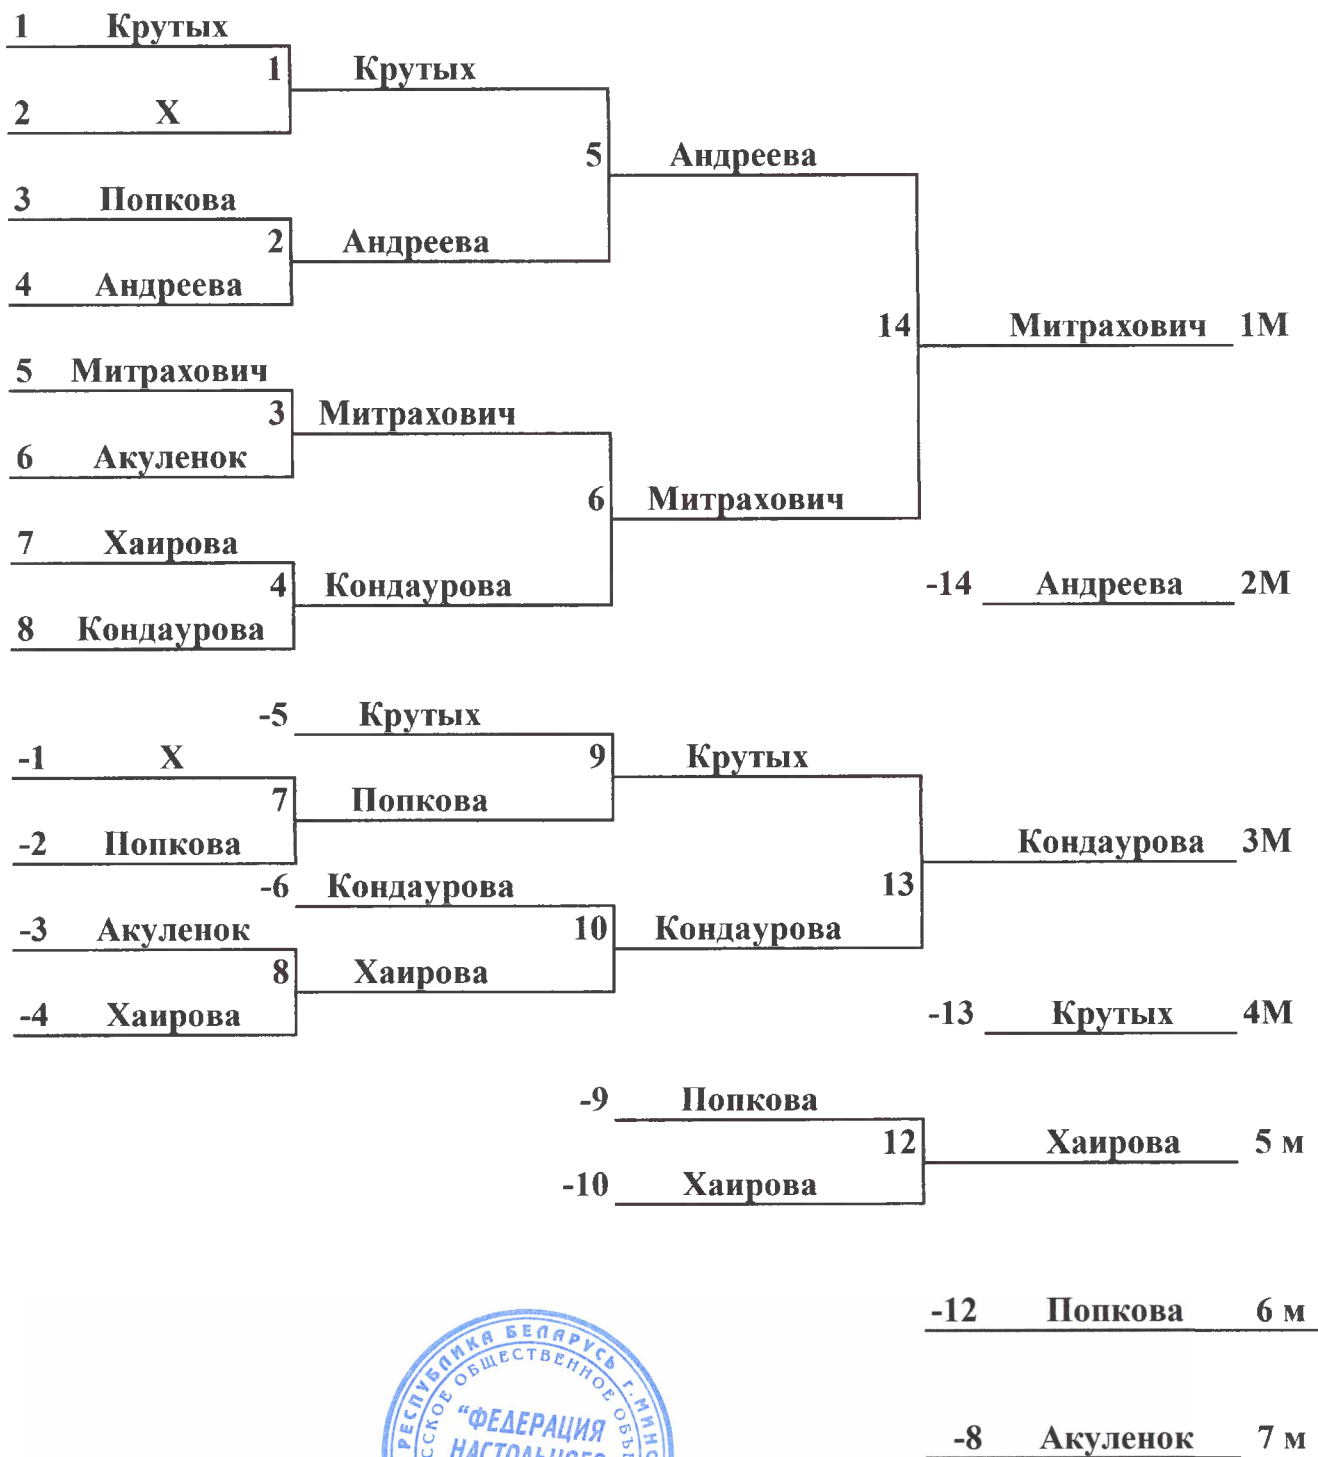 1 Крутых
1 Крутых
2 Х
5 Андреева
3 Попкова
2 Андреева
4 Андреева
14 Митрахович 1М
5 Митрахович
3 Митрахович
6 Акуленок
6 Митрахович
7 Хаирова
4 Кондаурова
-14 Андреева 2М
8 Кондаурова
-5 Крутых
-1 Х
9 Крутых
7 Попкова
-2 Попкова
Кондаурова 3М
-6 Кондаурова
13
-3 Акуленок
10 Кондаурова
8 Хаирова
-4 Хаирова
-13 Крутых 4М
-9 Попкова
12 Хаирова 5 м
-10 Хаирова
-12 Попкова 6 м
РЕСПУБЛИКА БЕЛАРУСЬ г.
ОБЩЕСТВЕННОЕ
"ФЕДЕРАЦИЯ
-8 Акуленок 7 м